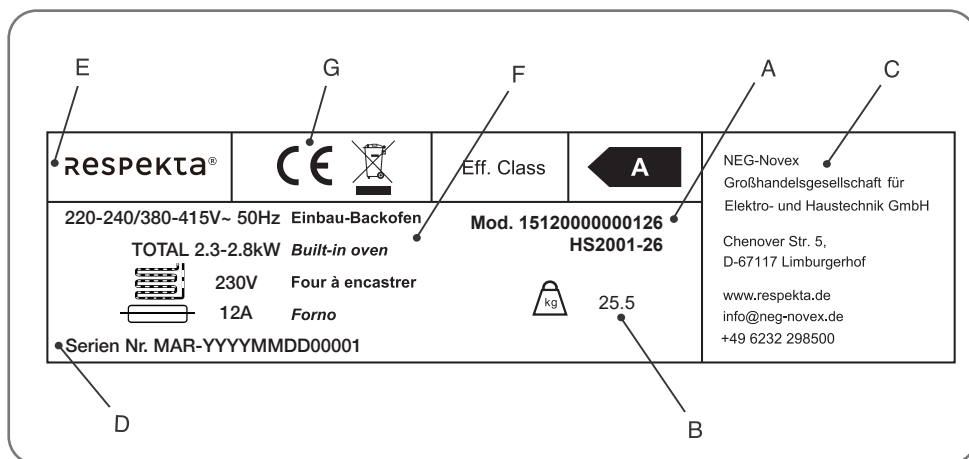 E
G
F
A
C
ReSPEKTa®
CE
Eff. Class
A
NEG-Novex
Großhandelsgesellschaft für
Elektro- und Haustechnik GmbH
Chenover Str. 5,
D-67117 Limburgerhof
www.respekta.de
info@neg-novex.de
+49 6232 298500
220-240/380-415V~ 50Hz Einbau-Backofen
Mod. 15120000000126
TOTAL 2.3-2.8kW Built-in oven
HS2001-26
230V Four à encastrer
12A Forno
kg 25.5
Serien Nr. MAR-YYYYMMDD00001
D
B